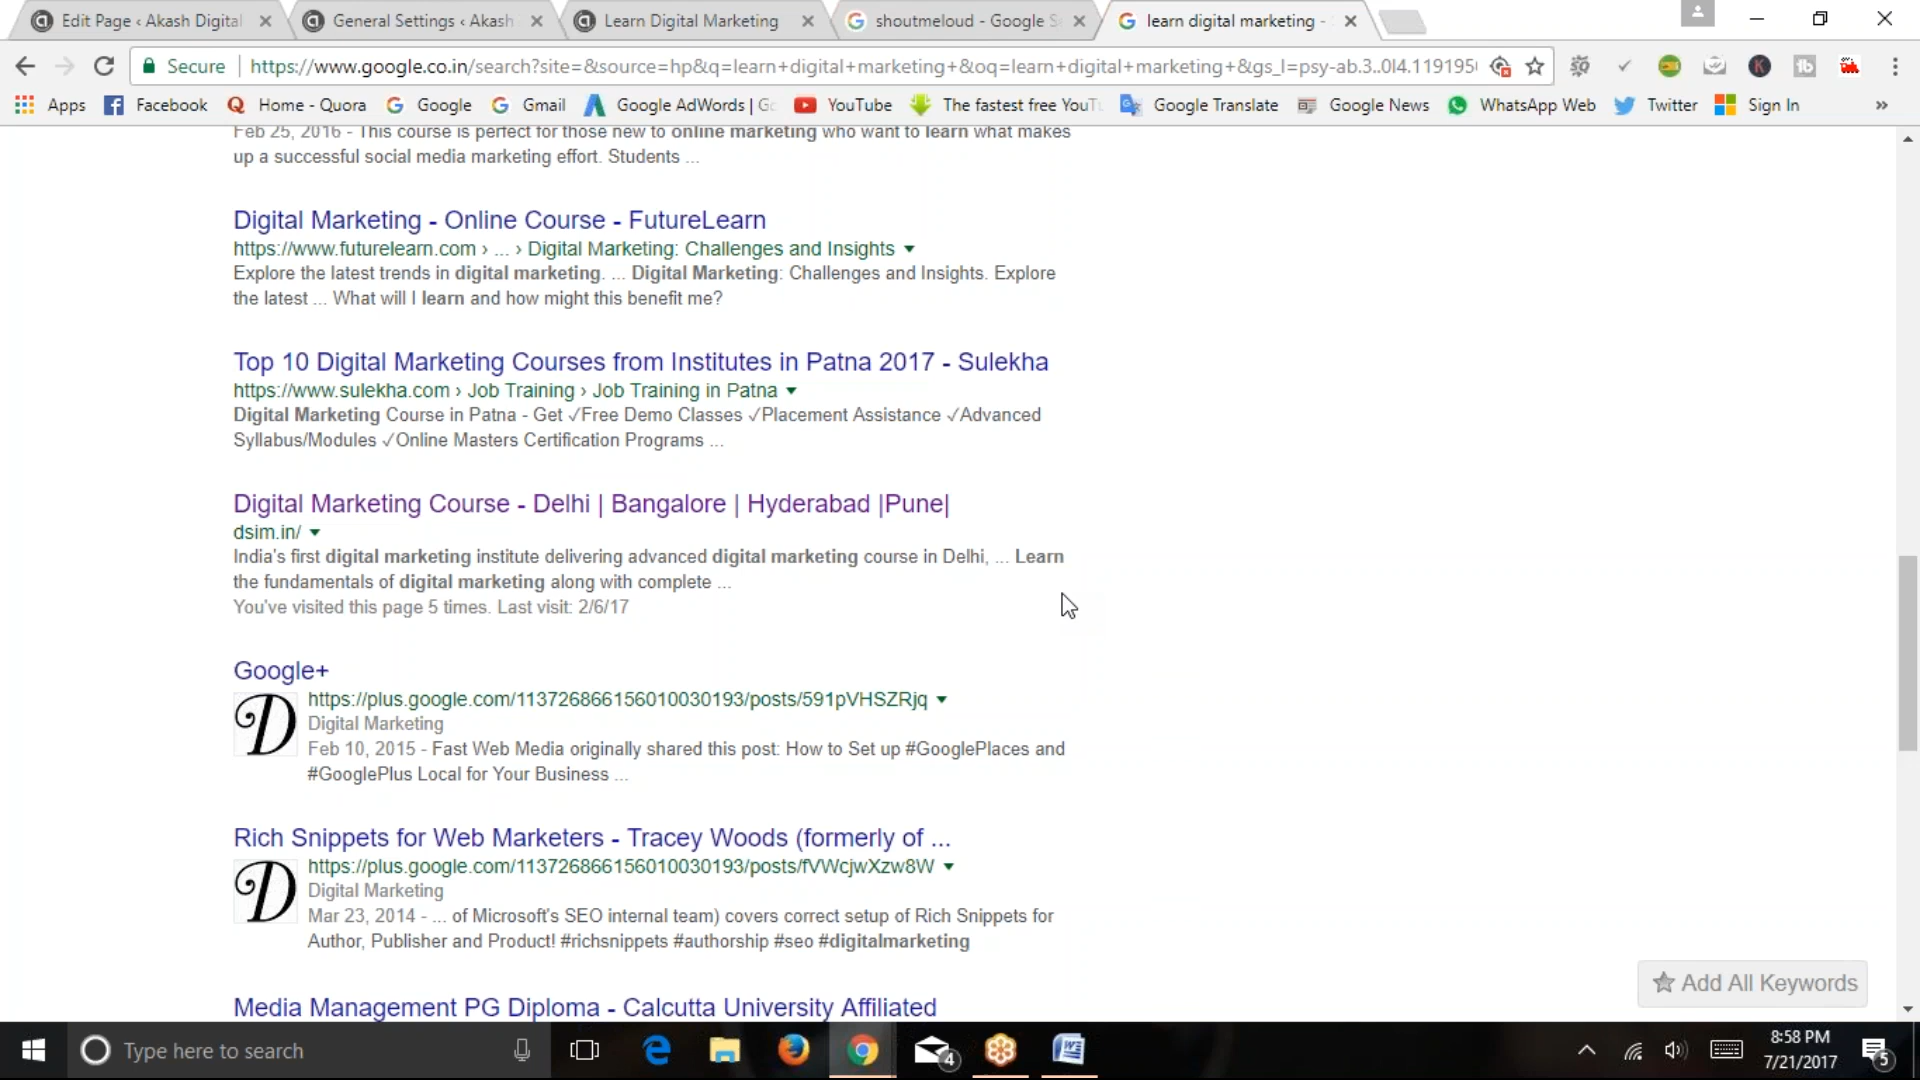 Edit Page ‹ Akash Digital
General Settings ‹ Akash
Learn Digital Marketing
shoutmeloud - Google S
learn digital marketing -
Secure
https://www.google.co.in/search?site=&source=hp&q=learn+digital+marketing+&oq=learn+digital+marketing+&gs_l=psy-ab.3..0l4.119195
Apps
Facebook
Home - Quora
Google
Gmail
Google AdWords | Go
YouTube
The fastest free YouTu
Google Translate
Google News
WhatsApp Web
Twitter
Sign In
»
Feb 25, 2016 - This course is perfect for those new to online marketing who want to learn what makes
up a successful social media marketing effort. Students ...
Digital Marketing - Online Course - FutureLearn
https://www.futurelearn.com › ... › Digital Marketing: Challenges and Insights
Explore the latest trends in digital marketing. ... Digital Marketing: Challenges and Insights. Explore
the latest ... What will I learn and how might this benefit me?
Top 10 Digital Marketing Courses from Institutes in Patna 2017 - Sulekha
https://www.sulekha.com › Job Training › Job Training in Patna
Digital Marketing Course in Patna - Get ✓Free Demo Classes ✓Placement Assistance ✓Advanced
Syllabus/Modules ✓Online Masters Certification Programs ...
Digital Marketing Course - Delhi | Bangalore | Hyderabad |Pune|
dsim.in/
India's first digital marketing institute delivering advanced digital marketing course in Delhi, ... Learn
the fundamentals of digital marketing along with complete ...
You've visited this page 5 times. Last visit: 2/6/17
Google+
D
https://plus.google.com/113726866156010030193/posts/591pVHSZRjq
Digital Marketing
Feb 10, 2015 - Fast Web Media originally shared this post: How to Set up #GooglePlaces and
#GooglePlus Local for Your Business ...
Rich Snippets for Web Marketers - Tracey Woods (formerly of ...
D
https://plus.google.com/113726866156010030193/posts/fVWcjwXzw8W
Digital Marketing
Mar 23, 2014 - ... of Microsoft's SEO internal team) covers correct setup of Rich Snippets for
Author, Publisher and Product! #richsnippets #authorship #seo #digitalmarketing
Add All Keywords
Media Management PG Diploma - Calcutta University Affiliated
Type here to search
4
8:58 PM
7/21/2017
5